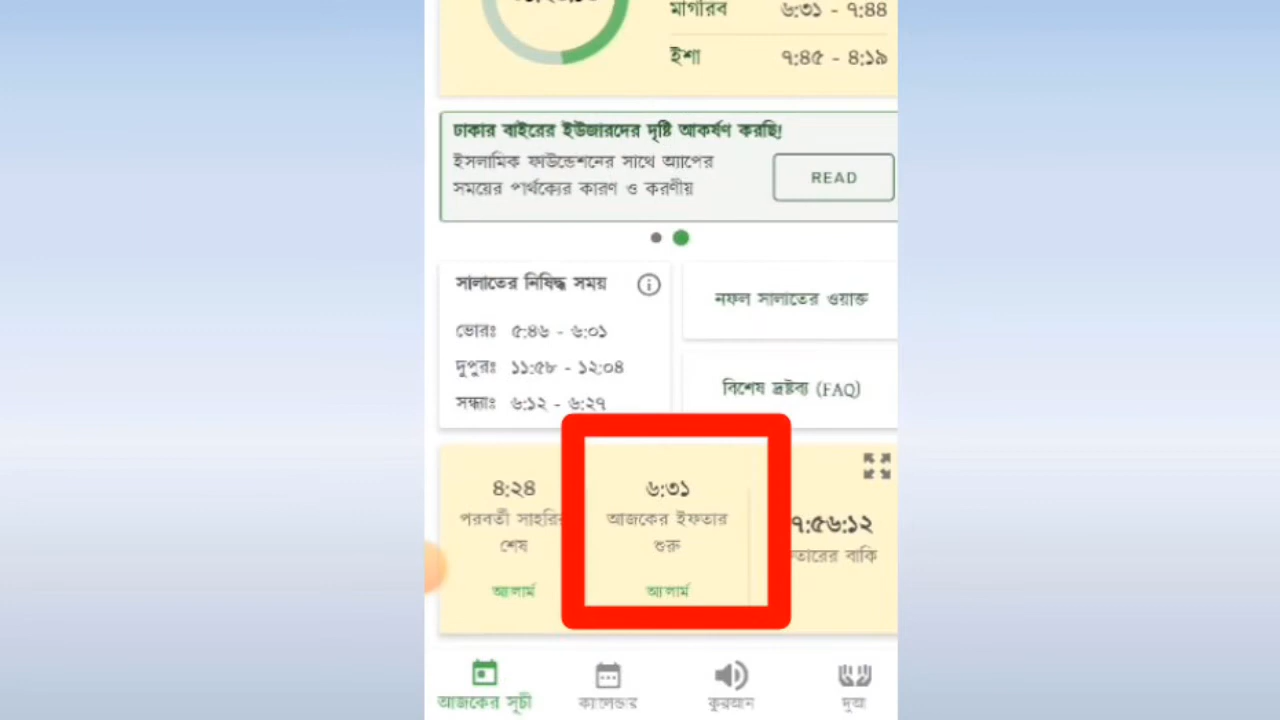 মাগরিব ৬:৩১ - ৭:৪৪
ইশা ৭:৪৫ - ৪:১৯
ঢাকার বাইরের ইউজারদের দৃষ্টি আকর্ষণ করছি!
ইসলামিক ফাউন্ডেশনের সাথে অ্যাপের
সময়ের পার্থক্যের কারণ ও করণীয়
READ
সালাতের নিষিদ্ধ সময়
ভোরঃ ৫:৪৬ - ৬:০১
দুপুরঃ ১১:৫৮ - ১২:০৪
সন্ধ্যাঃ ৬:১২ - ৬:২৭
নফল সালাতের ওয়াক্ত
বিশেষ দ্রষ্টব্য (FAQ)
৪:২৪
পরবর্তী সাহরির
শেষ
অ্যালার্ম
৬:৩১
আজকের ইফতার
শুরু
অ্যালার্ম
৭:৫৬:১২
বাকি
আজকের সূচী
ক্যালেন্ডার
কুরআন
দুআ